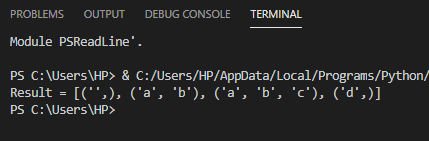 PROBLEMS OUTPUT DEBUG CONSOLE TERMINAL
Module PSReadLine'.
PS C:\Users\HP> & C:/Users/HP/AppData/Local/Programs/Python/
Result = [('',), ('a', 'b'), ('a', 'b', 'c'), ('d',)]
PS C:\Users\HP>